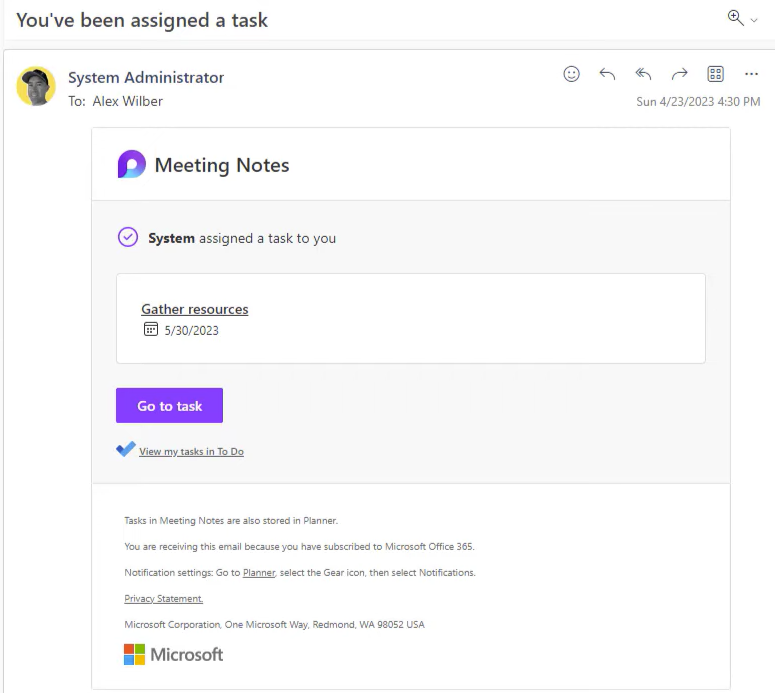 You've been assigned a task
System Administrator
To: Alex Wilber
Sun 4/23/2023 4:30 PM
Meeting Notes
System assigned a task to you
Gather resources
5/30/2023
Go to task
View my tasks in To Do
Tasks in Meeting Notes are also stored in Planner.
You are receiving this email because you have subscribed to Microsoft Office 365.
Notification settings: Go to Planner, select the Gear icon, then select Notifications.
Privacy Statement.
Microsoft Corporation, One Microsoft Way, Redmond, WA 98052 USA
Microsoft